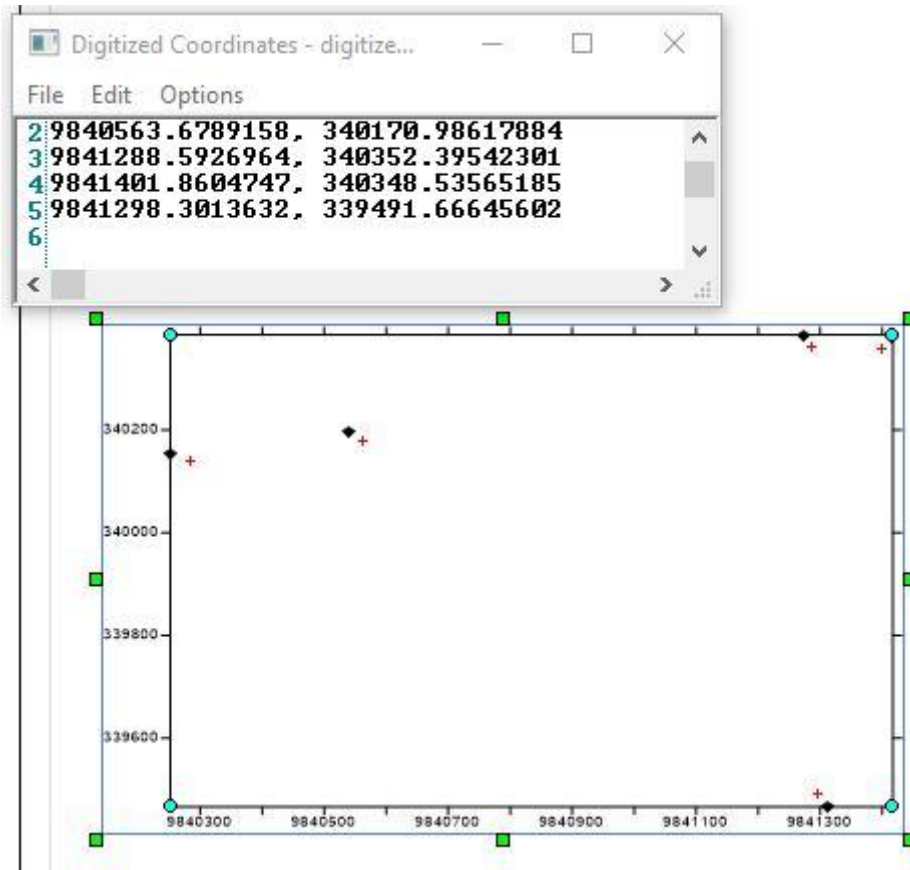 Digitized Coordinates - digitize...
File Edit Options
2 9840563.6789158, 340170.98617884
3 9841288.5926964, 340352.39542301
4 9841401.8604747, 340348.53565185
5 9841298.3013632, 339491.66645602
6
340200
340000
339800
339600
9840300 9840500 9840700 9840900 9841100 9841300